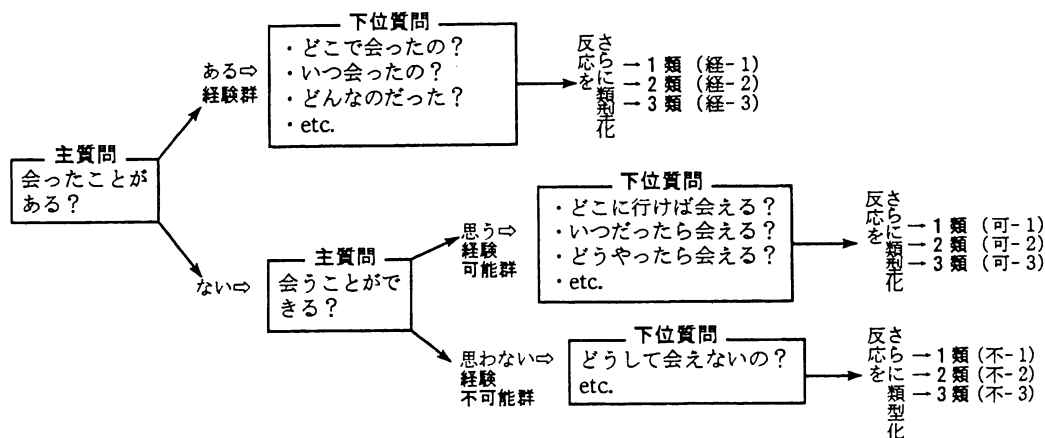 主質問
会ったことが
ある？
ある⇨
経験群
下位質問
・どこで会ったの？
・いつ会ったの？
・どんなのだった？
・etc.
反応を
さらに類型化
→1類（経-1）
→2類（経-2）
→3類（経-3）
ない⇨
主質問
会うことがで
きる？
思う⇨
経験
可能群
下位質問
・どこに行けば会える？
・いつだったら会える？
・どうやったら会える？
・etc.
反応を
さらに類型化
→1類（可-1）
→2類（可-2）
→3類（可-3）
思わない⇨
経験
不可能群
下位質問
どうして会えないの？
etc.
反応を
さらに類型化
→1類（不-1）
→2類（不-2）
→3類（不-3）